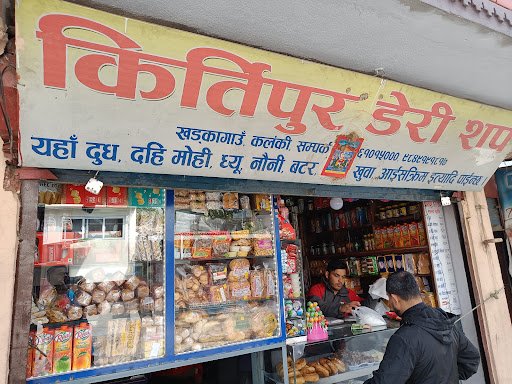 किर्तिपुर डेरी शप
खड्कागाउँ, कलंकी सम्पर्क
यहाँ दुध, दहि मोही, ध्यू, नौनी बटर,
खुवा, आईसक्रिम इत्यादि पाईन्छ